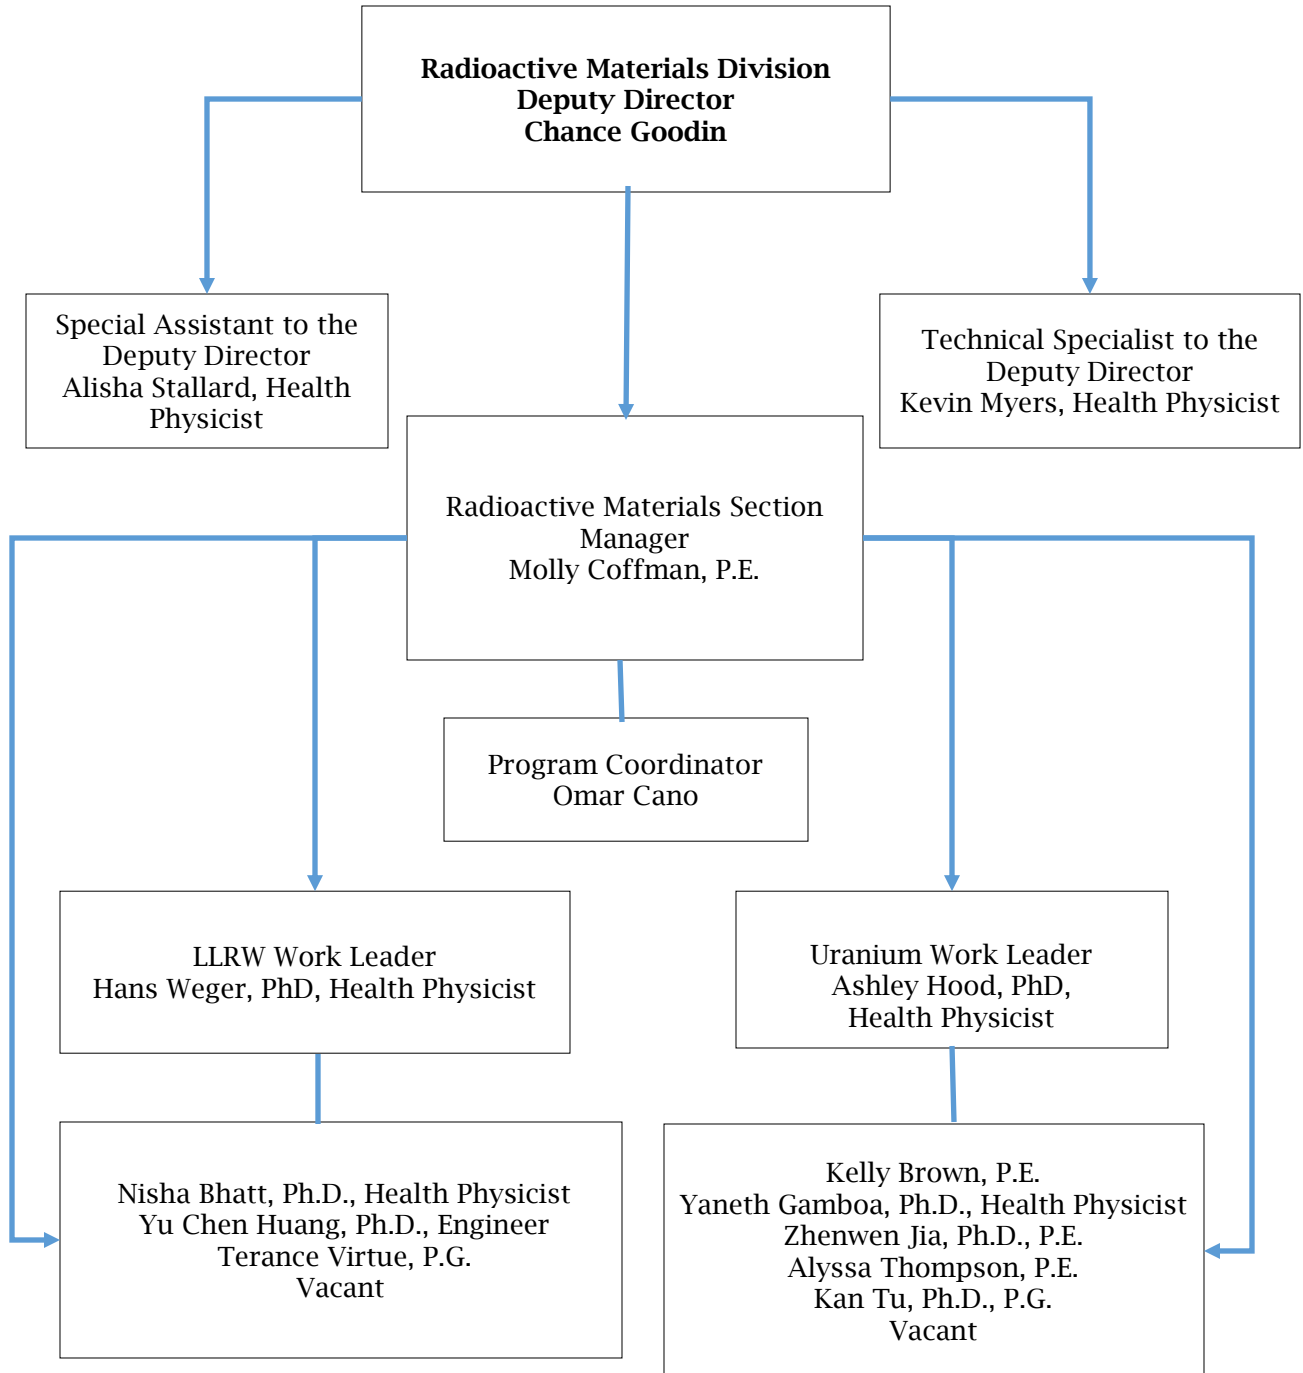 Radioactive Materials Division
Deputy Director
Chance Goodin
Special Assistant to the
Deputy Director
Alisha Stallard, Health
Physicist
Technical Specialist to the
Deputy Director
Kevin Myers, Health Physicist
Radioactive Materials Section
Manager
Molly Coffman, P.E.
Program Coordinator
Omar Cano
LLRW Work Leader
Hans Weger, PhD, Health Physicist
Uranium Work Leader
Ashley Hood, PhD,
Health Physicist
Nisha Bhatt, Ph.D., Health Physicist
Yu Chen Huang, Ph.D., Engineer
Terance Virtue, P.G.
Vacant
Kelly Brown, P.E.
Yaneth Gamboa, Ph.D., Health Physicist
Zhenwen Jia, Ph.D., P.E.
Alyssa Thompson, P.E.
Kan Tu, Ph.D., P.G.
Vacant